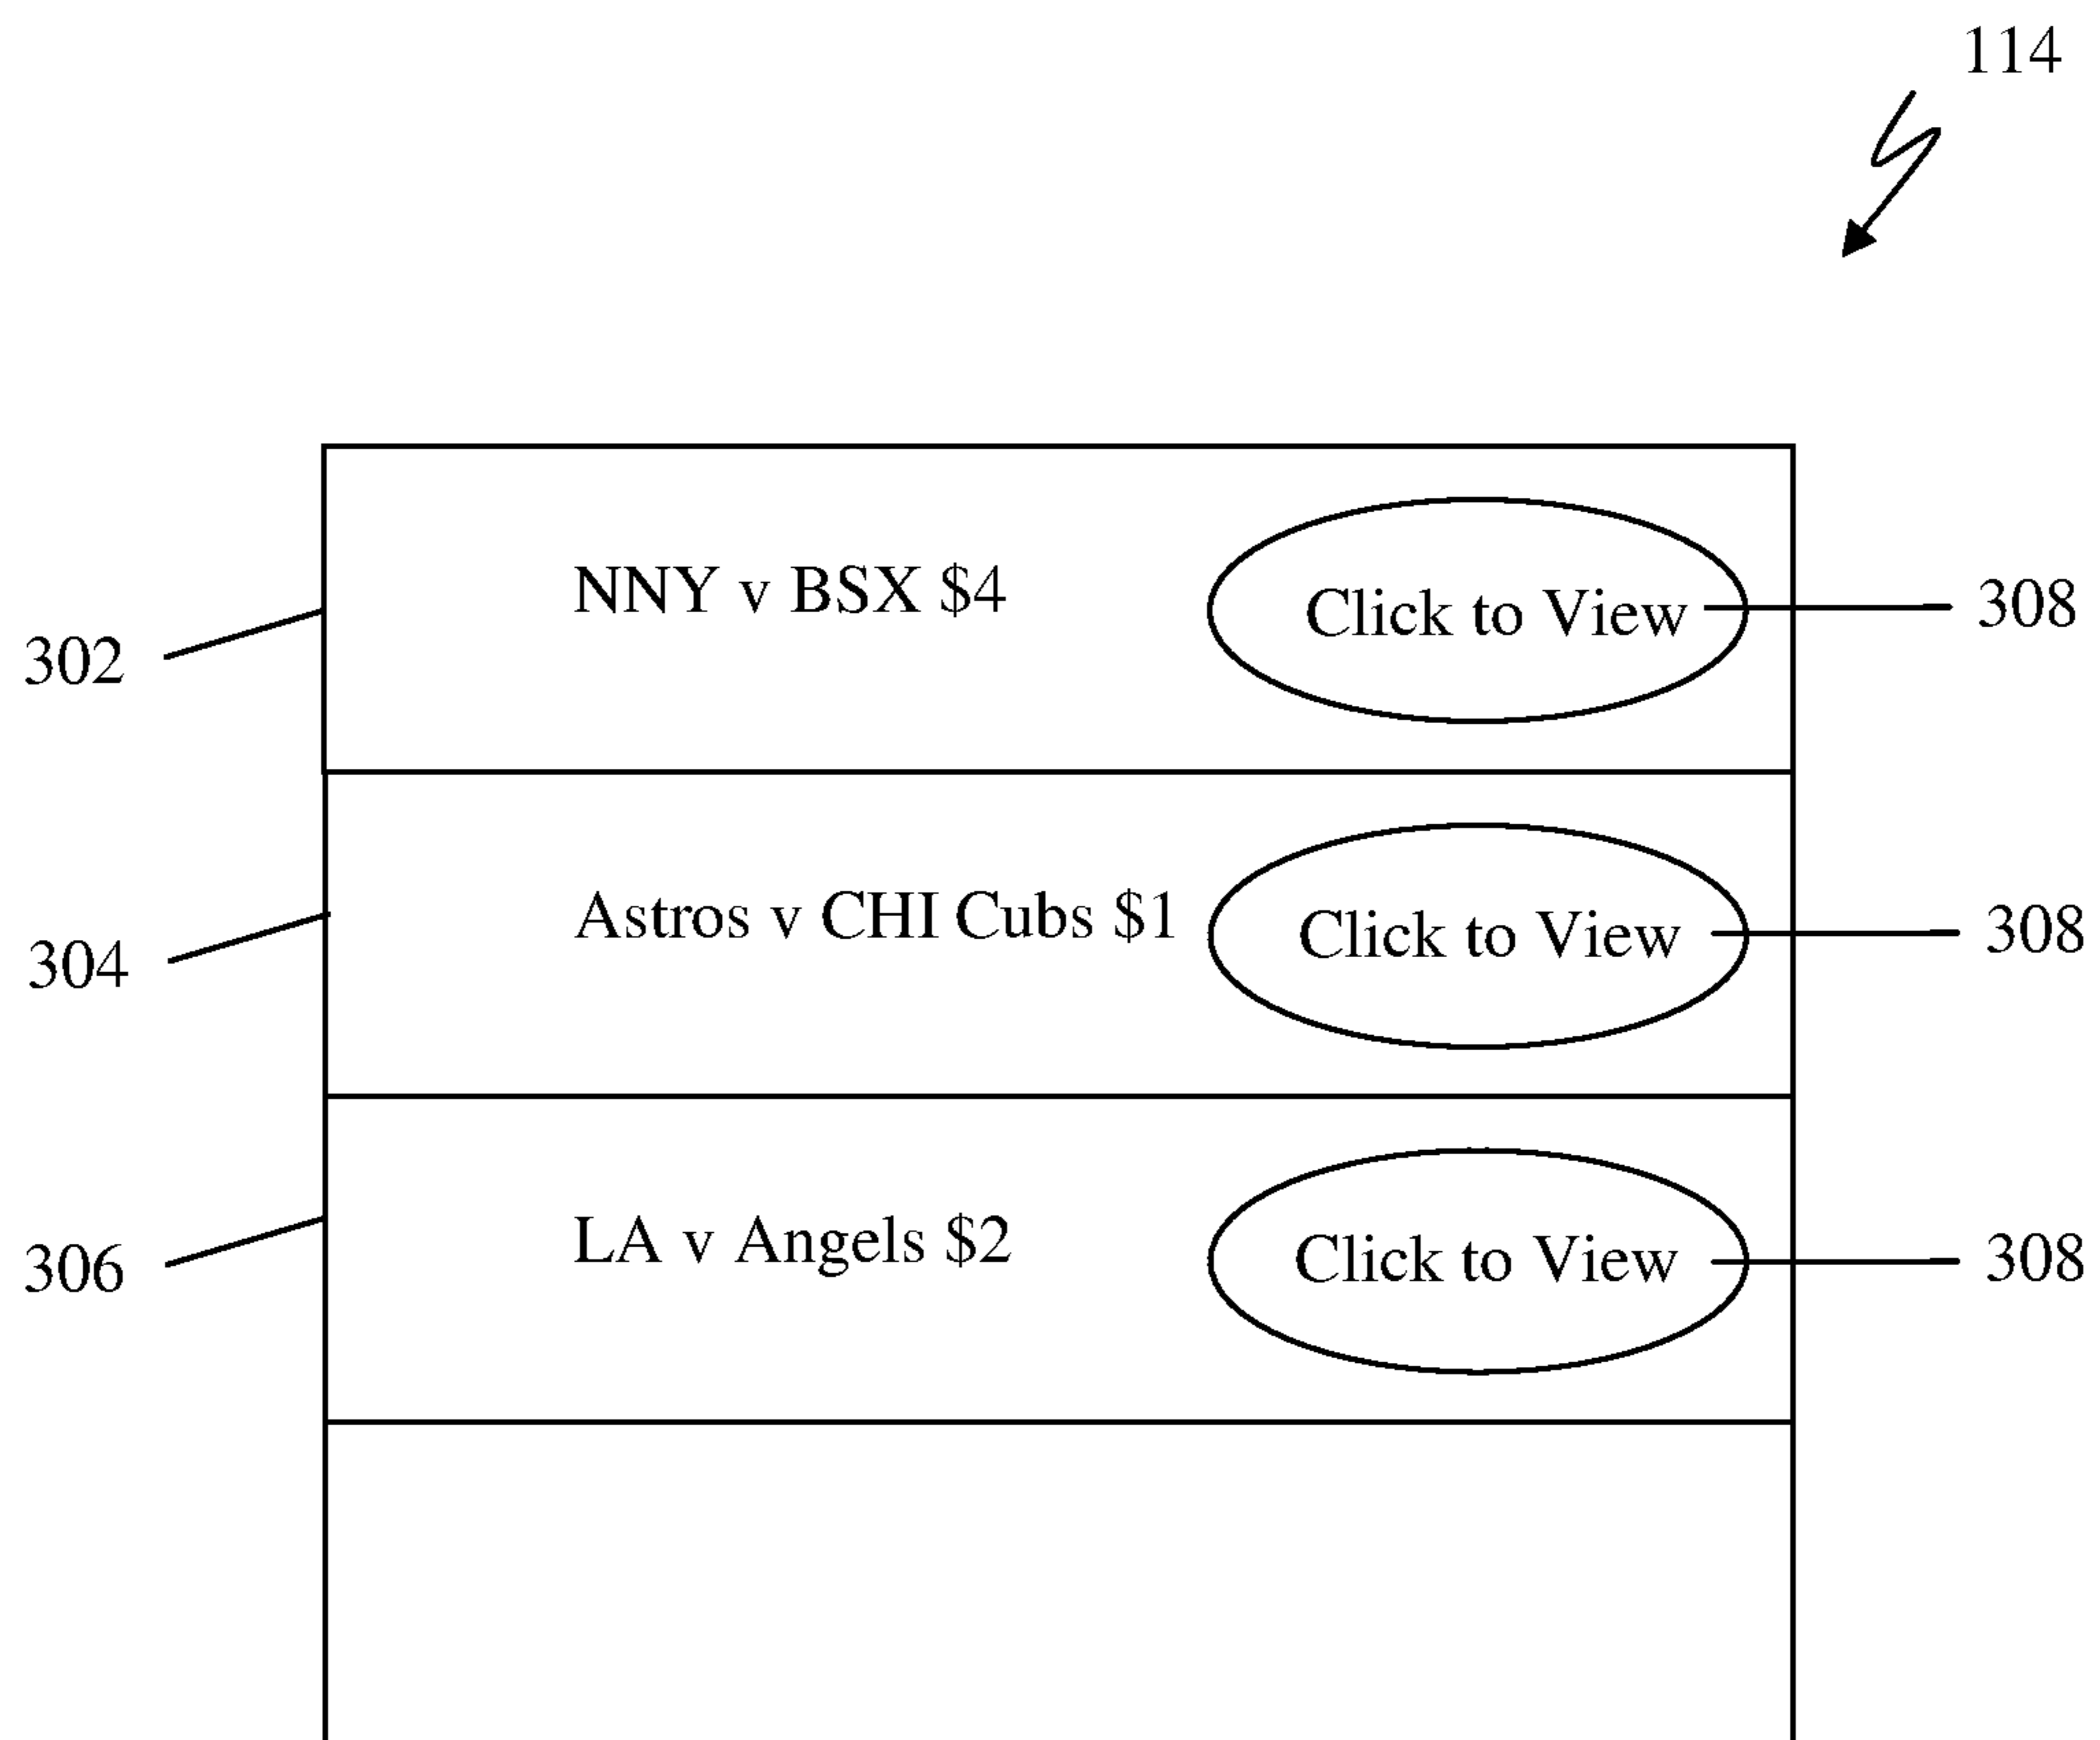 114
NNY v BSX $4
Click to View
308
302
Astros v CHI Cubs $1
Click to View
308
304
LA v Angels $2
Click to View
308
306